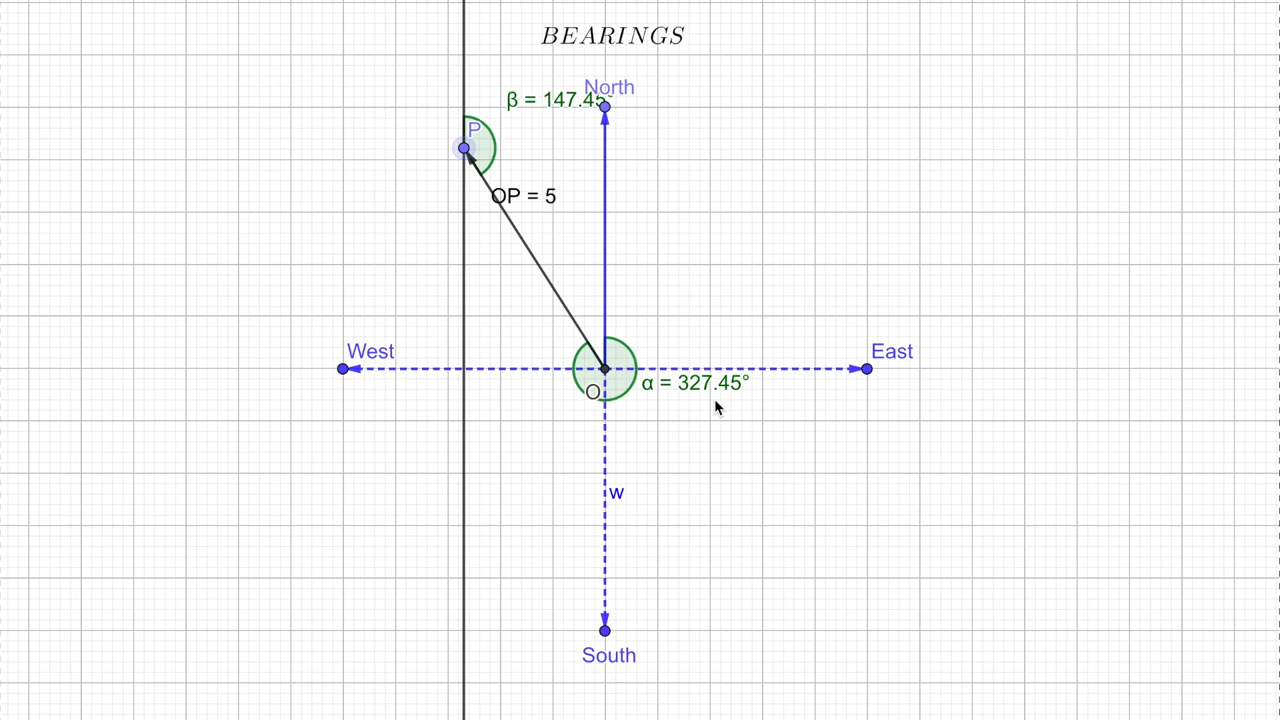 BEARINGS
North
β = 147.45°
P
OP = 5
West
East
α = 327.45°
O
w
South